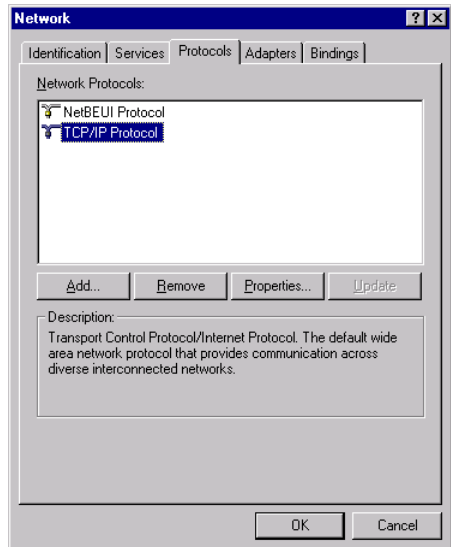 Network
Identification Services Protocols Adapters Bindings
Network Protocols:
NetBEUI Protocol
TCP/IP Protocol
Add... Remove Properties... Update
Description:
Transport Control Protocol/Internet Protocol. The default wide
area network protocol that provides communication across
diverse interconnected networks.
OK Cancel